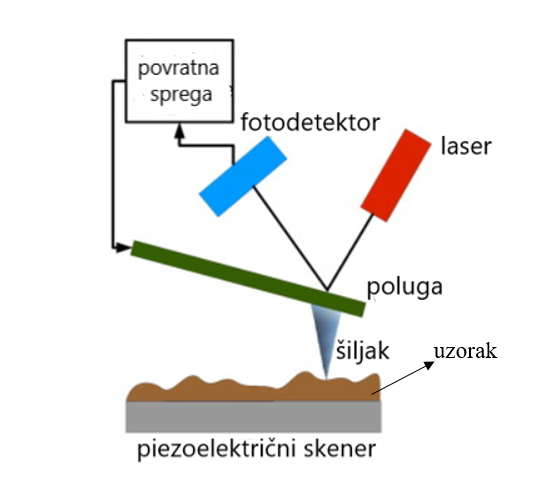 povratna
sprega
fotodetektor
laser
poluga
šiljak
uzorak
piezoelektrični skener